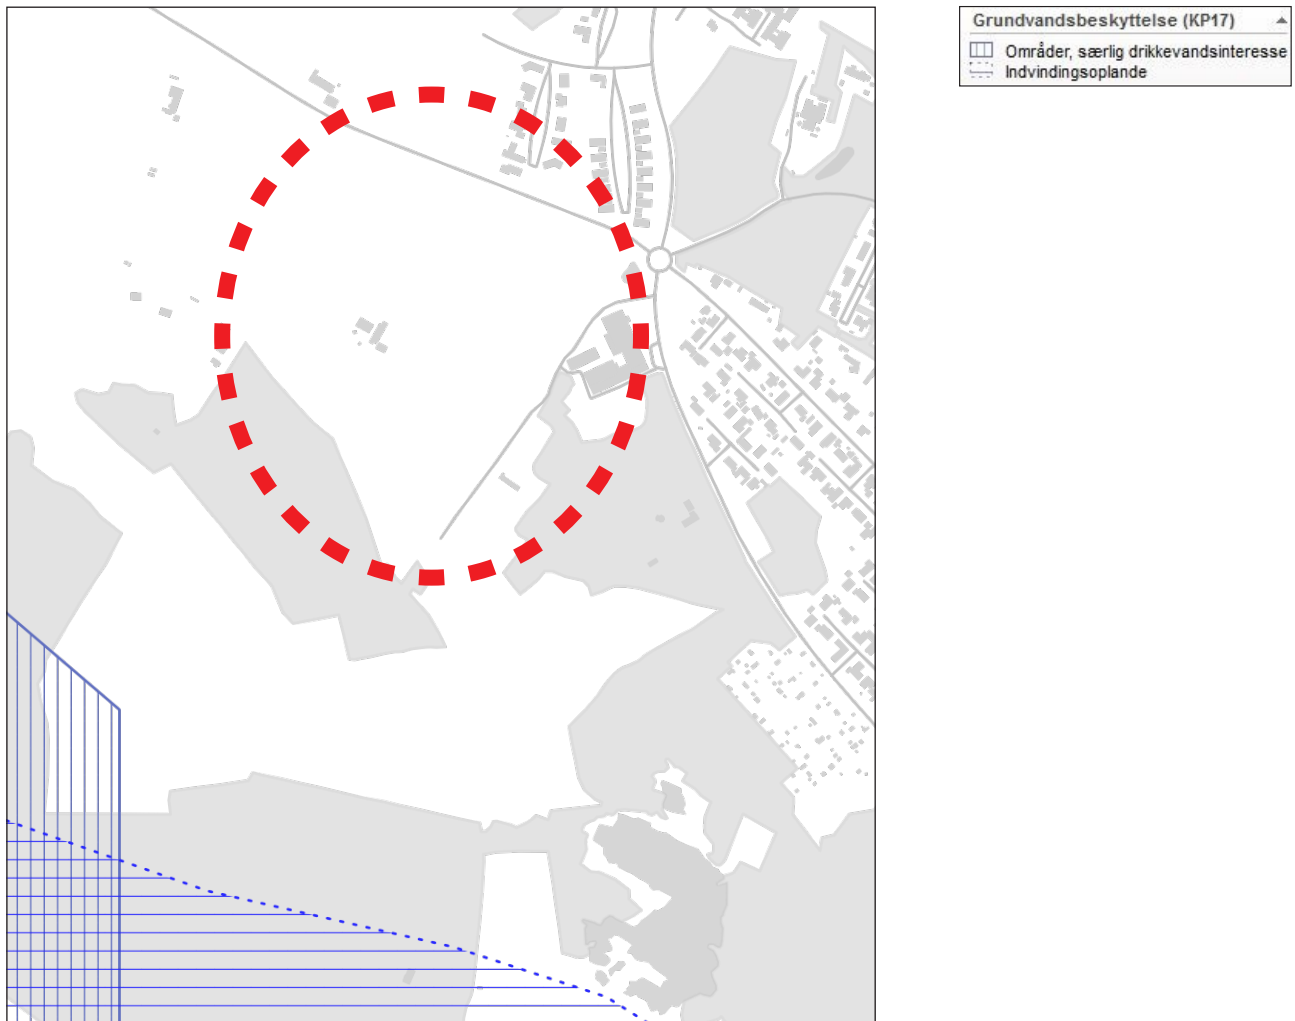 Grundvandsbeskyttelse (KP17)
Områder, særlig drikkevandsinteresse
Indvindingsoplande